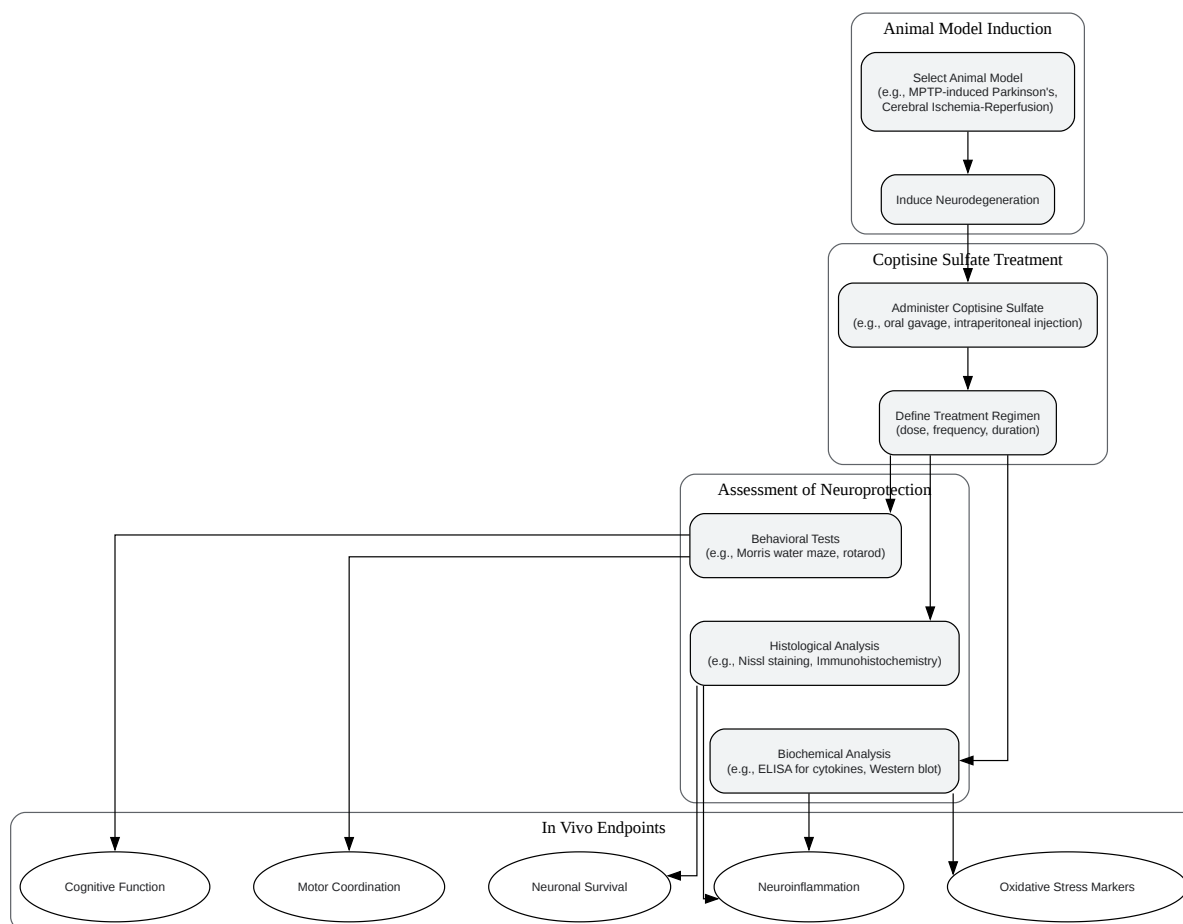 Animal Model Induction
Select Animal Model
(e.g., MPTP-induced Parkinson's,
Cerebral Ischemia-Reperfusion)
Induce Neurodegeneration
Coptisine Sulfate Treatment
Administer Coptisine Sulfate
(e.g., oral gavage, intraperitoneal injection)
Define Treatment Regimen
(dose, frequency, duration)
Assessment of Neuroprotection
Behavioral Tests
(e.g., Morris water maze, rotarod)
Histological Analysis
(e.g., Nissl staining, Immunohistochemistry)
Biochemical Analysis
(e.g., ELISA for cytokines, Western blot)
In Vivo Endpoints
Cognitive Function
Motor Coordination
Neuronal Survival
Neuroinflammation
Oxidative Stress Markers